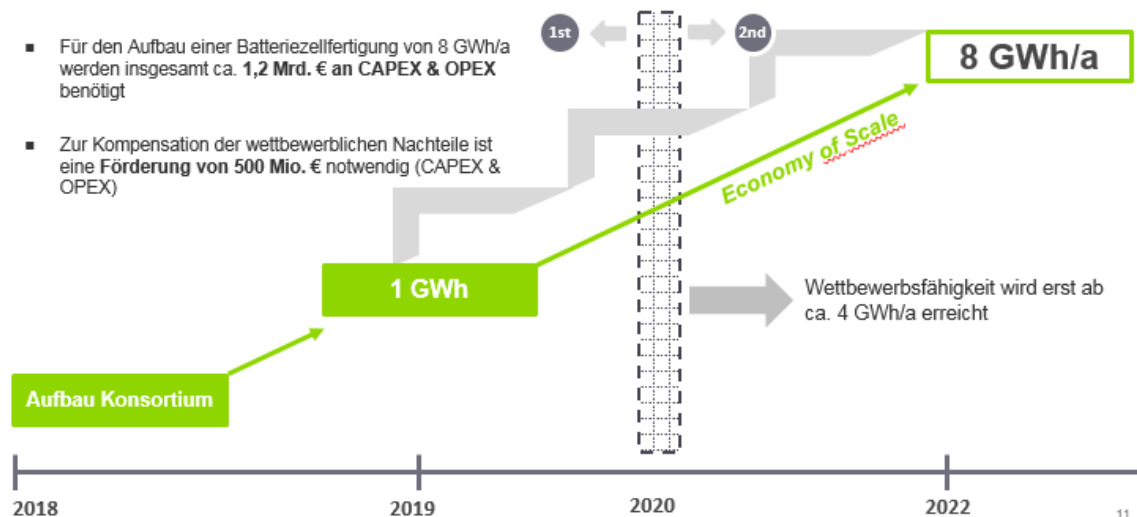 1st
2nd
■ Für den Aufbau einer Batteriezellfertigung von 8 GWh/a
werden insgesamt ca. 1,2 Mrd. € an CAPEX & OPEX
benötigt
8 GWh/a
■ Zur Kompensation der wettbewerblichen Nachteile ist
eine Förderung von 500 Mio. € notwendig (CAPEX &
OPEX)
Economy of Scale
1 GWh
Wettbewerbsfähigkeit wird erst ab
ca. 4 GWh/a erreicht
Aufbau Konsortium
2018
2019
2020
2022
11